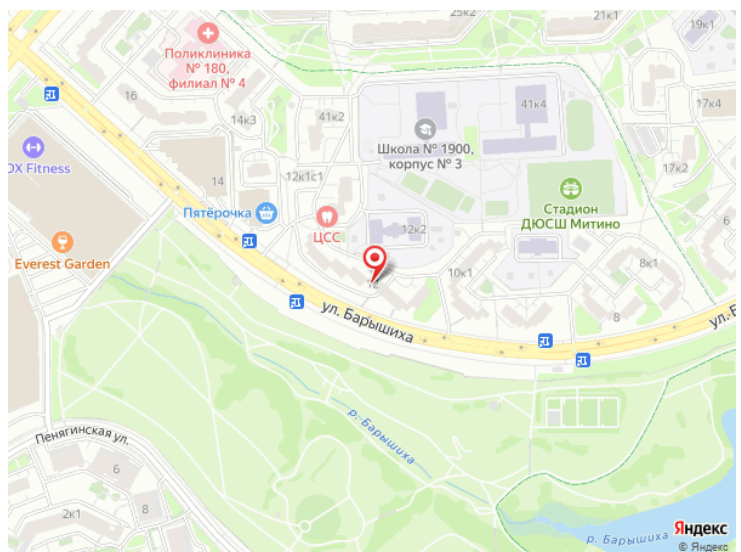 25к2
21к1
19к1
Поликлиника
№ 180,
филиал № 4
16
14к3
41к2
41к4
17к4
Школа № 1900,
корпус № 3
DX Fitness
14
12к1с1
17к2
Пятёрочка
Стадион
ДЮСШ Митино
ЦСС
12к2
6
Everest Garden
10к1
8к1
12
ул. Барышиха
8
ул. Б
р. Барышиха
Пенягинская ул.
6
8
2к1
р. Барышиха
Яндекс
© Яндекс